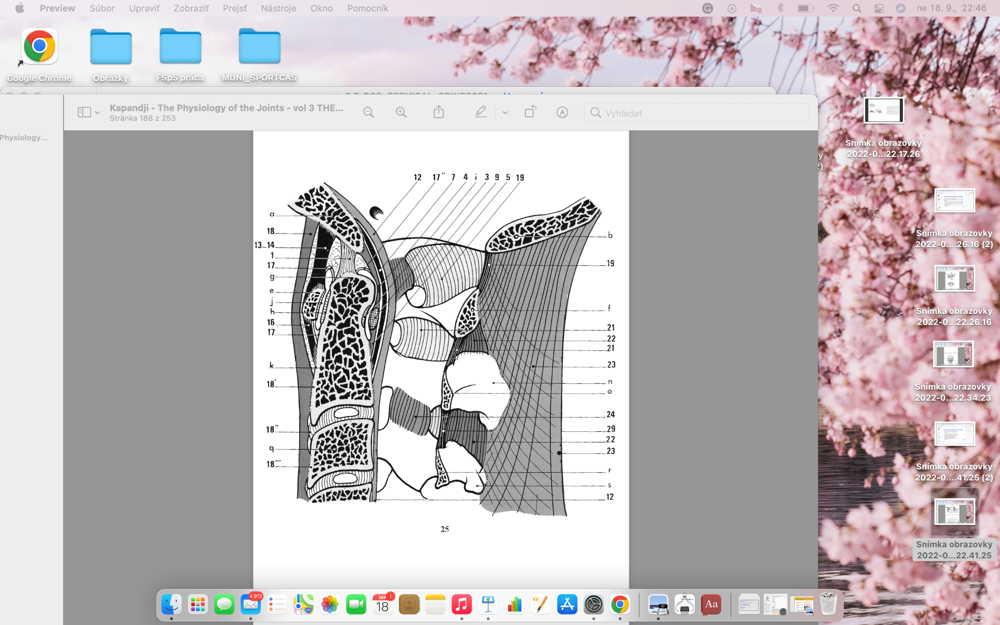 Preview Súbor Upraviť Zobraziť Prejsť Nástroje Okno Pomocník ne 18. 9., 22:46
Google Chrome
Obrázky
FSpS práca
MUNI_SPORTCAS
Kapandji - The Physiology of the Joints - vol 3 THE...
Stránka 188 z 253
Vyhľadať
Physiology...
12 17'' 7 4 i 3 9 5 19
a
18
13-14
1
17
g
e
j
h
16
17
k
18'
18''
q
18'''
b
19
f
21
22
21
23
n
o
24
29
22
23
r
s
12
25
Snímka obrazovky
2022-0...22.17.26
Snímka obrazovky
2022-0....26.16 (2)
Snímka obrazovky
2022-0...22.26.16
Snímka obrazovky
2022-0...22.34.23
Snímka obrazovky
2022-0....41.25 (2)
Snímka obrazovky
2022-0...22.41.25
4 913
SEP
1
18
280
Aa